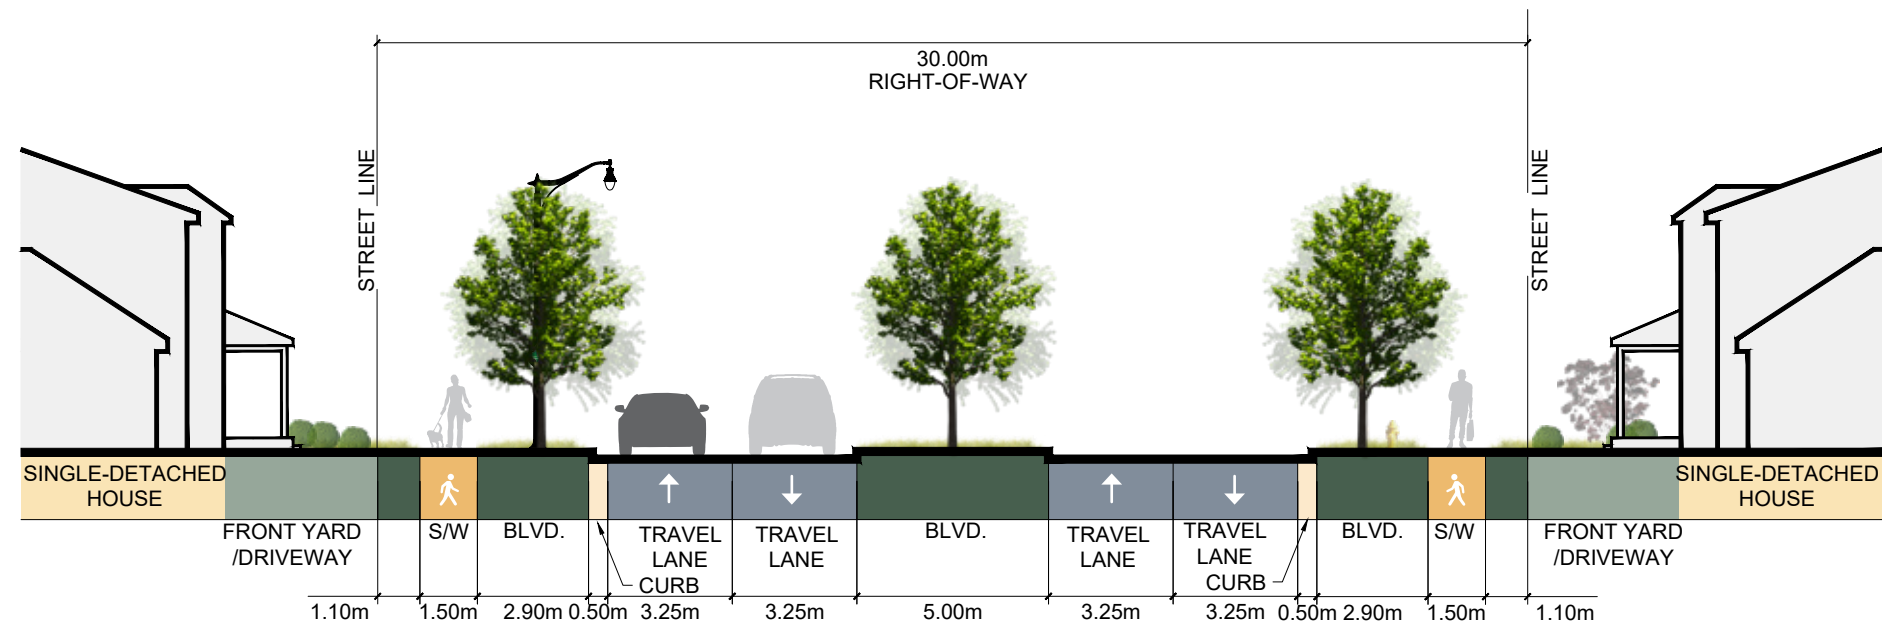 30.00m
RIGHT-OF-WAY
STREET LINE
STREET LINE
SINGLE-DETACHED
HOUSE
SINGLE-DETACHED
HOUSE
FRONT YARD
/DRIVEWAY
S/W
BLVD.
TRAVEL
LANE
CURB
TRAVEL
LANE
BLVD.
TRAVEL
LANE
TRAVEL
LANE
CURB
BLVD.
S/W
FRONT YARD
/DRIVEWAY
1.10m 1.50m 2.90m 0.50m 3.25m 3.25m 5.00m 3.25m 3.25m 0.50m 2.90m 1.50m 1.10m